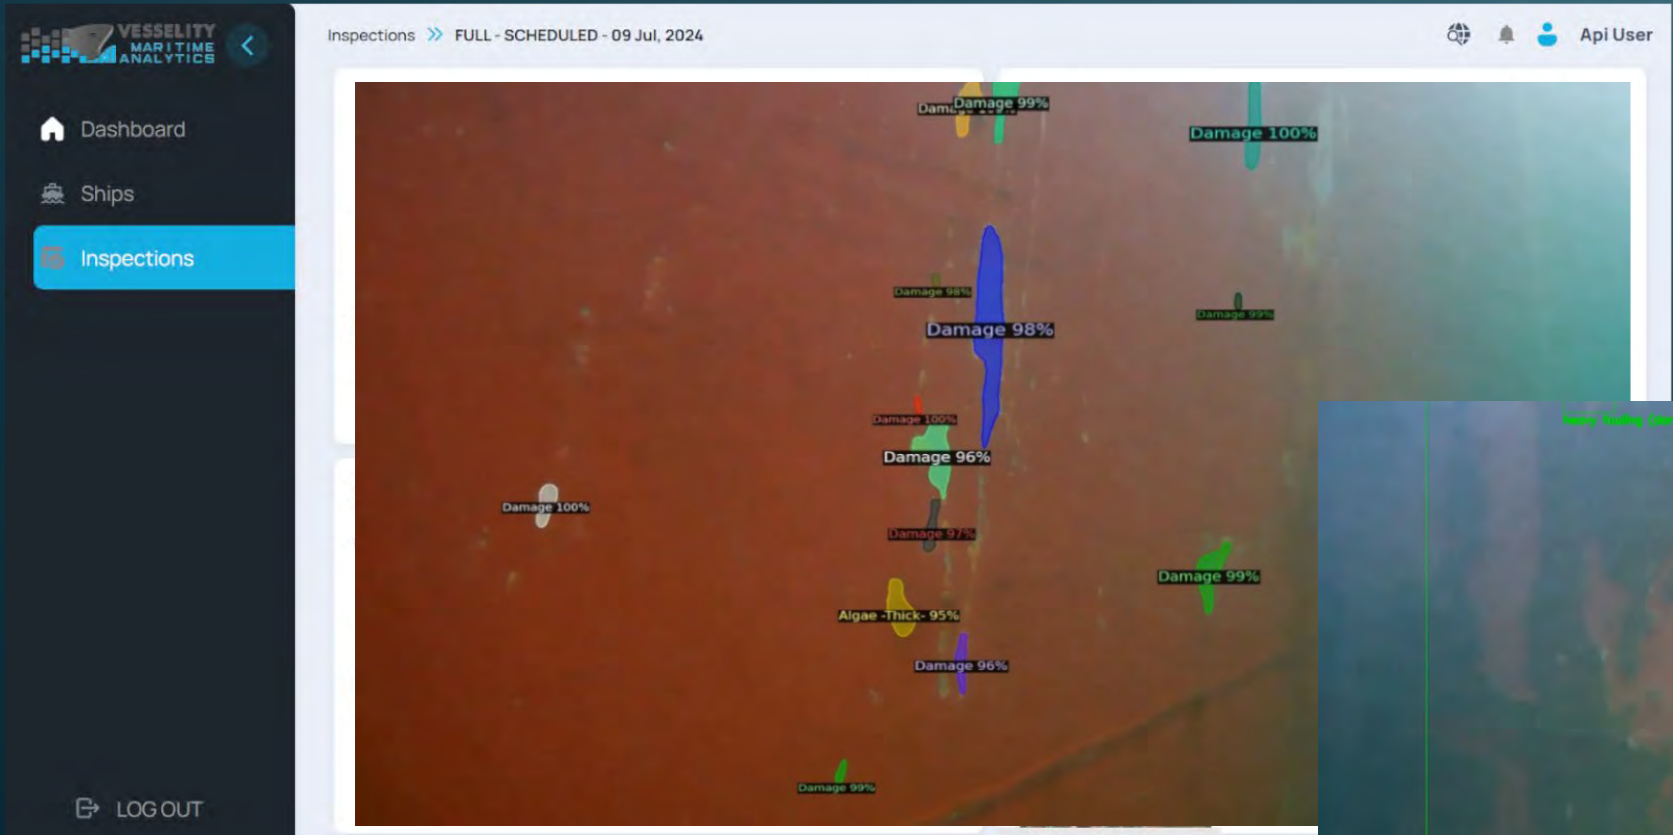 VESSELITY
MARITIME
ANALYTICS
Inspections FULL - SCHEDULED - 09 Jul, 2024
Api User
Dashboard
Ships
Inspections
LOG OUT
Damage 99%
Damage 100%
Damage 98%
Damage 99%
Damage 98%
Damage 100%
Damage 96%
Damage 100%
Damage 97%
Damage 99%
Algae -Thick- 95%
Damage 96%
Damage 99%